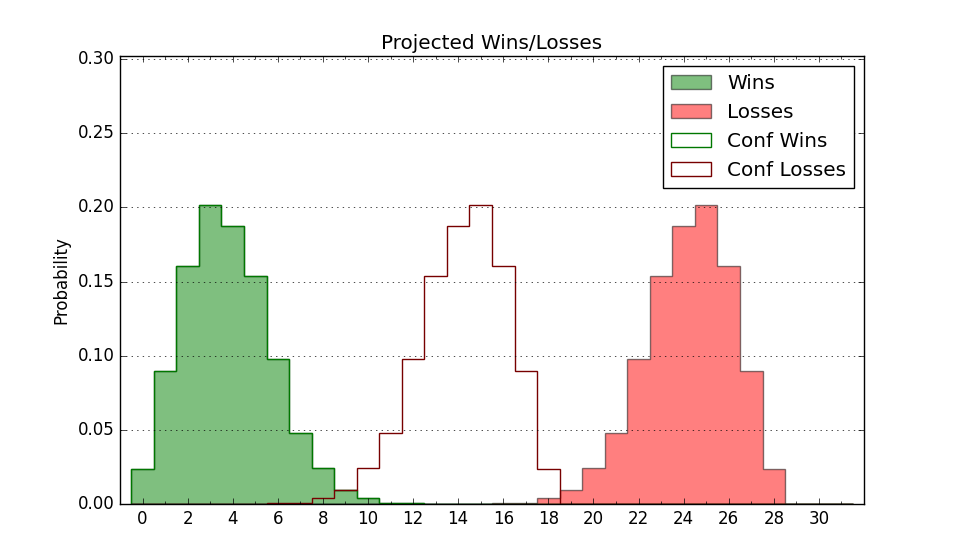 Projected Wins/Losses
0.30
0.25
0.20
0.15
0.10
0.05
0.00
Probability
Wins
Losses
Conf Wins
Conf Losses
0 2 4 6 8 10 12 14 16 18 20 22 24 26 28 30